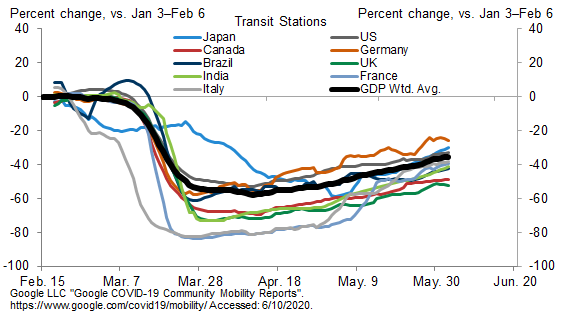 Percent change, vs. Jan 3–Feb 6
Percent change, vs. Jan 3–Feb 6
Transit Stations
Japan
US
Canada
Germany
Brazil
UK
India
France
Italy
GDP Wtd. Avg.
40 40
20 20
0 0
-20 -20
-40 -40
-60 -60
-80 -80
-100 -100
Feb. 15 Mar. 7 Mar. 28 Apr. 18 May. 9 May. 30 Jun. 20
Google LLC "Google COVID-19 Community Mobility Reports".
https://www.google.com/covid19/mobility/ Accessed: 6/10/2020.